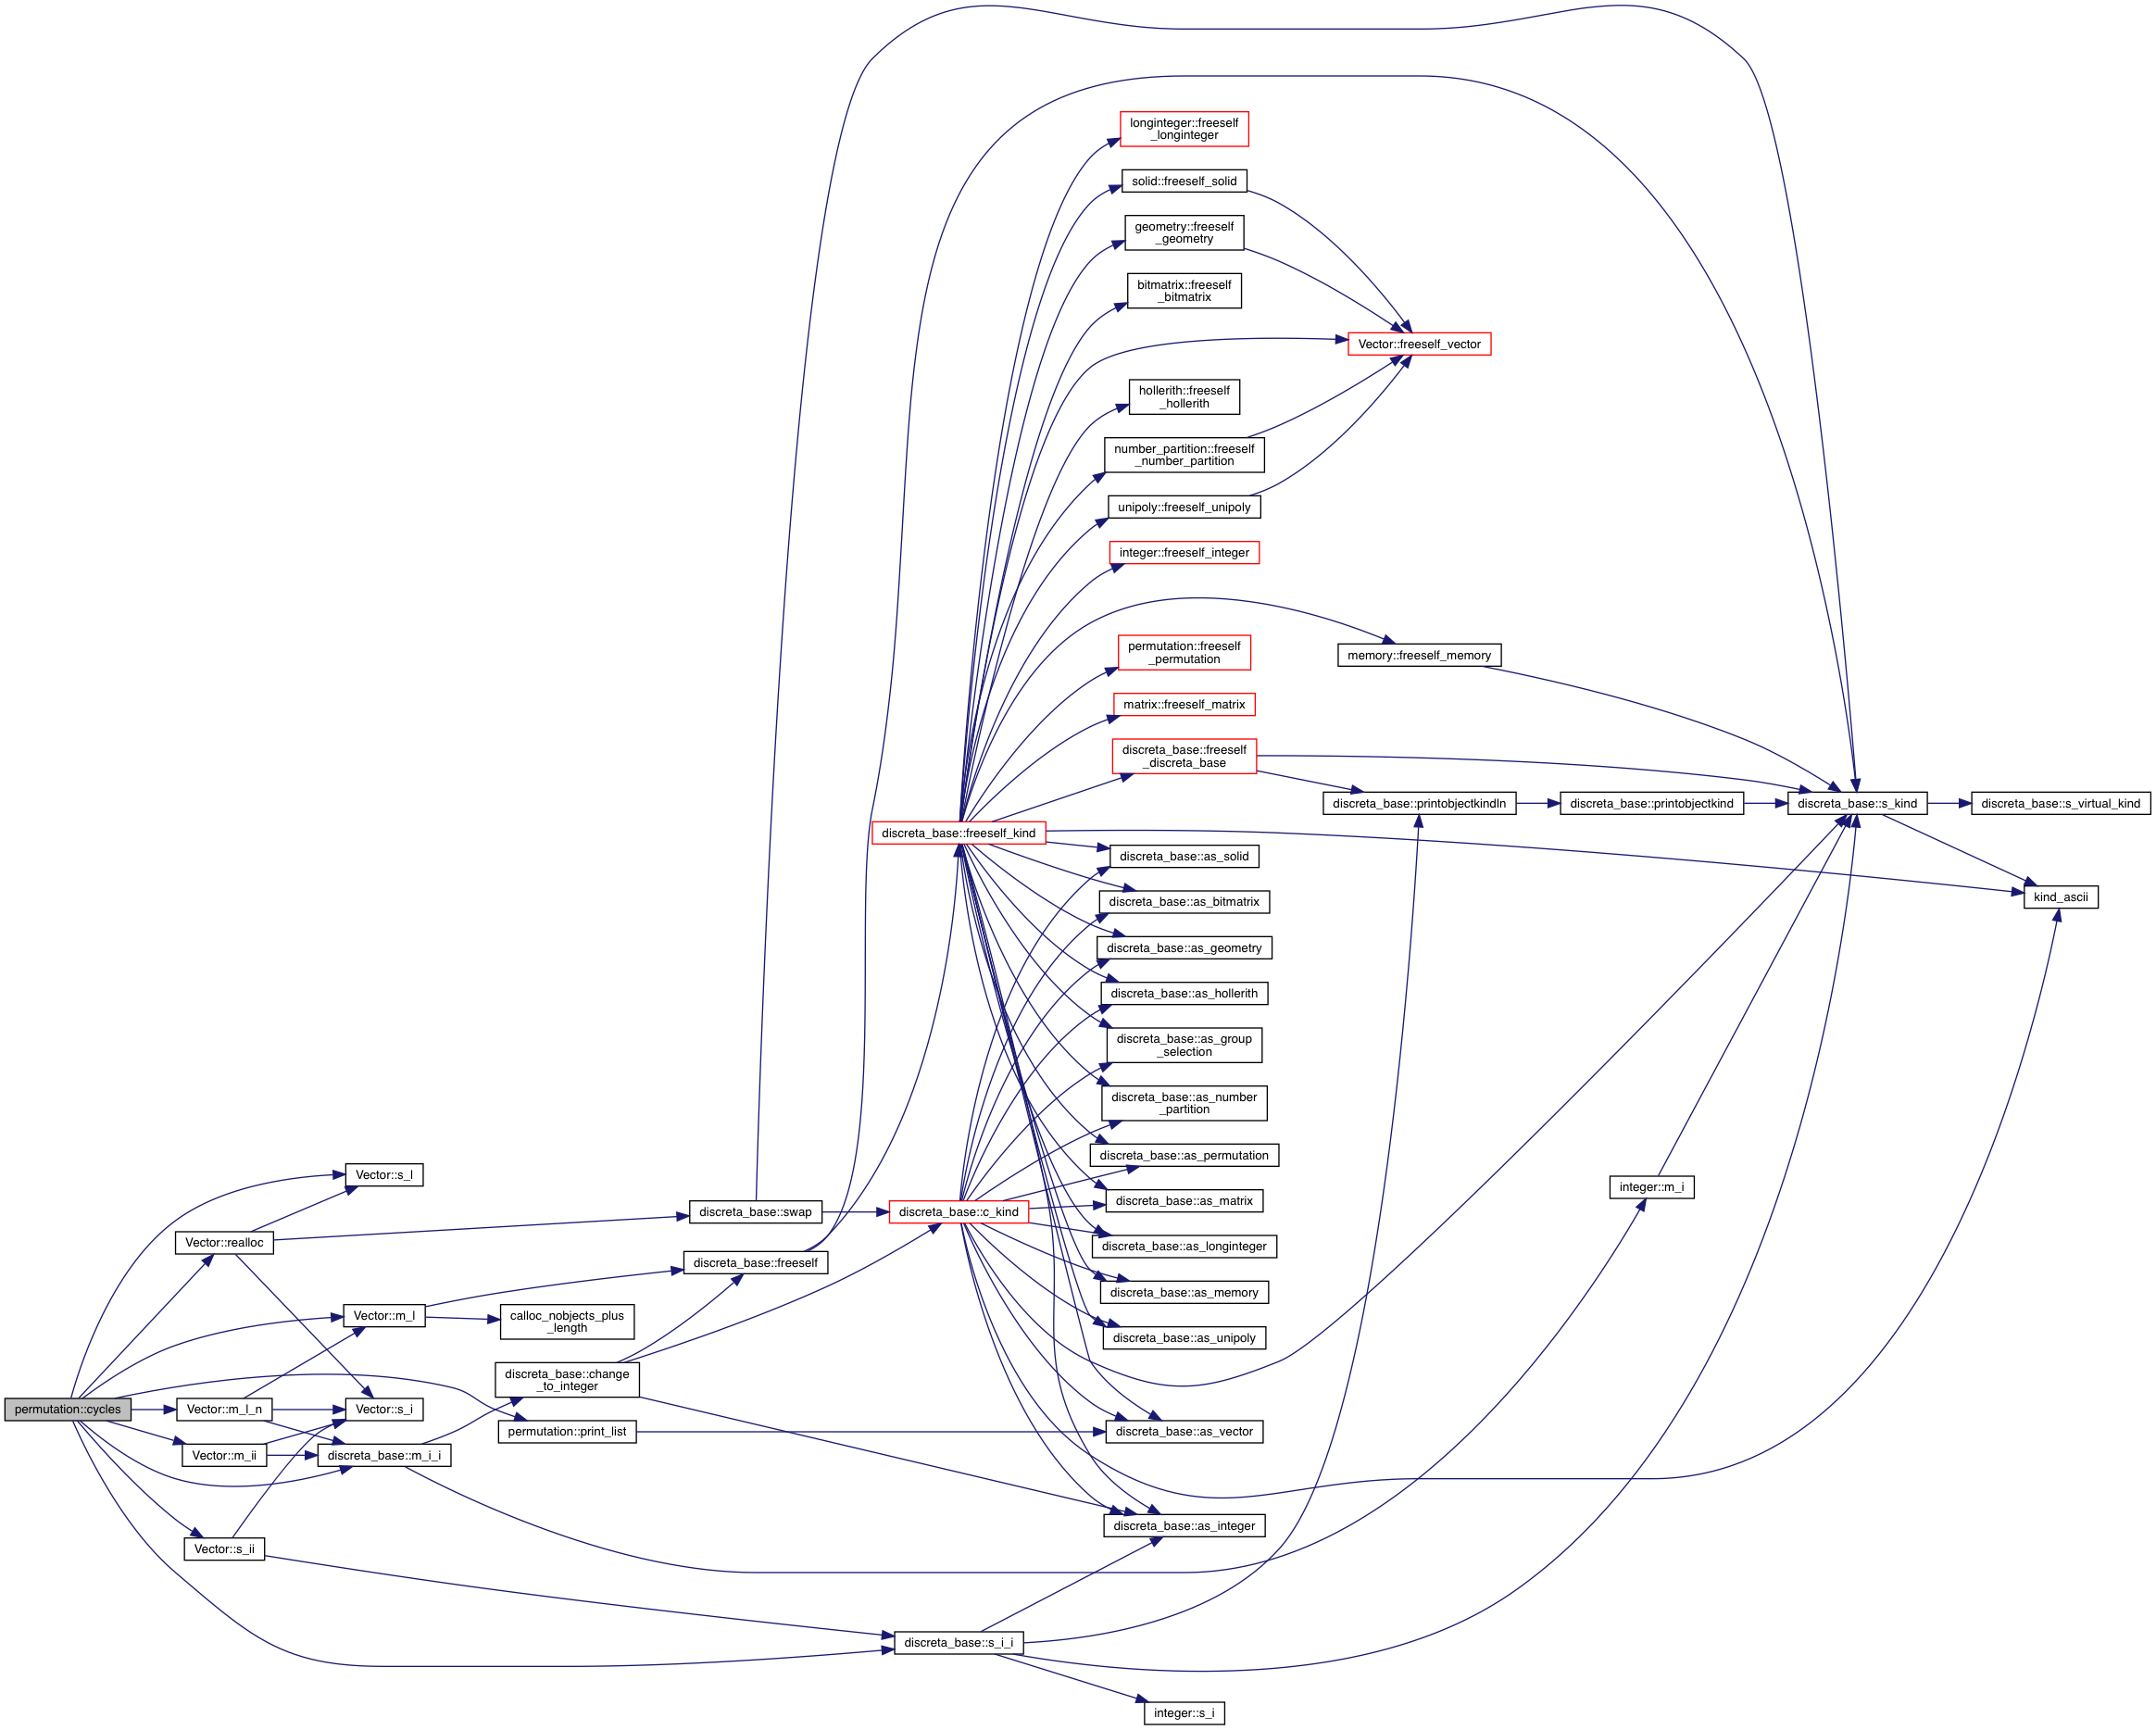 longinteger::freeself
_longinteger
solid::freeself_solid
geometry::freeself
_geometry
bitmatrix::freeself
_bitmatrix
Vector::freeself_vector
hollerith::freeself
_hollerith
number_partition::freeself
_number_partition
unipoly::freeself_unipoly
integer::freeself_integer
permutation::freeself
_permutation
memory::freeself_memory
matrix::freeself_matrix
discreta_base::freeself
_discreta_base
discreta_base::printobjectkindln
discreta_base::printobjectkind
discreta_base::s_kind
discreta_base::s_virtual_kind
discreta_base::freeself_kind
discreta_base::as_solid
kind_ascii
discreta_base::as_bitmatrix
discreta_base::as_geometry
discreta_base::as_hollerith
discreta_base::as_group
_selection
discreta_base::as_number
_partition
discreta_base::as_permutation
Vector::s_l
integer::m_i
discreta_base::as_matrix
discreta_base::swap
discreta_base::c_kind
Vector::realloc
discreta_base::as_longinteger
discreta_base::freeself
discreta_base::as_memory
Vector::m_l
calloc_nobjects_plus
_length
discreta_base::as_unipoly
discreta_base::change
_to_integer
permutation::cycles
Vector::m_l_n
Vector::s_i
permutation::print_list
discreta_base::as_vector
Vector::m_ii
discreta_base::m_i_i
discreta_base::as_integer
Vector::s_ii
discreta_base::s_i_i
integer::s_i